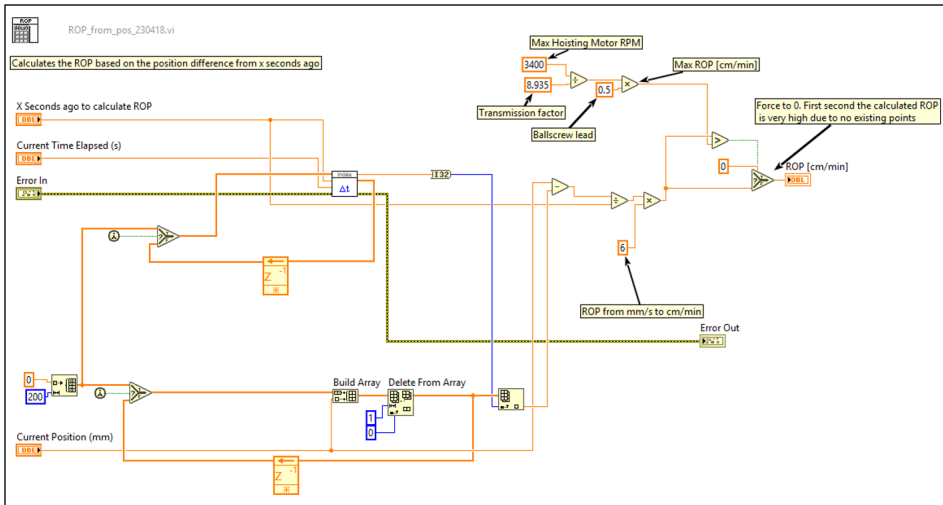 ROP
ROP_from_pos_230418.vi
Calculates the ROP based on the position difference from x seconds ago
Max Hoisting Motor RPM
3400
8.935
Transmission factor
0.5
Ballscrew lead
Max ROP [cm/min]
Force to 0. First second the calculated ROP
is very high due to no existing points
X Seconds ago to calculate ROP
DBL
Current Time Elapsed (s)
DBL
Error In
Index
Δt
I32
0
ROP [cm/min]
DBL
6
ROP from mm/s to cm/min
Error Out
Z⁻¹
0
200
Build Array
Delete From Array
1
0
Current Position (mm)
DBL
Z⁻¹